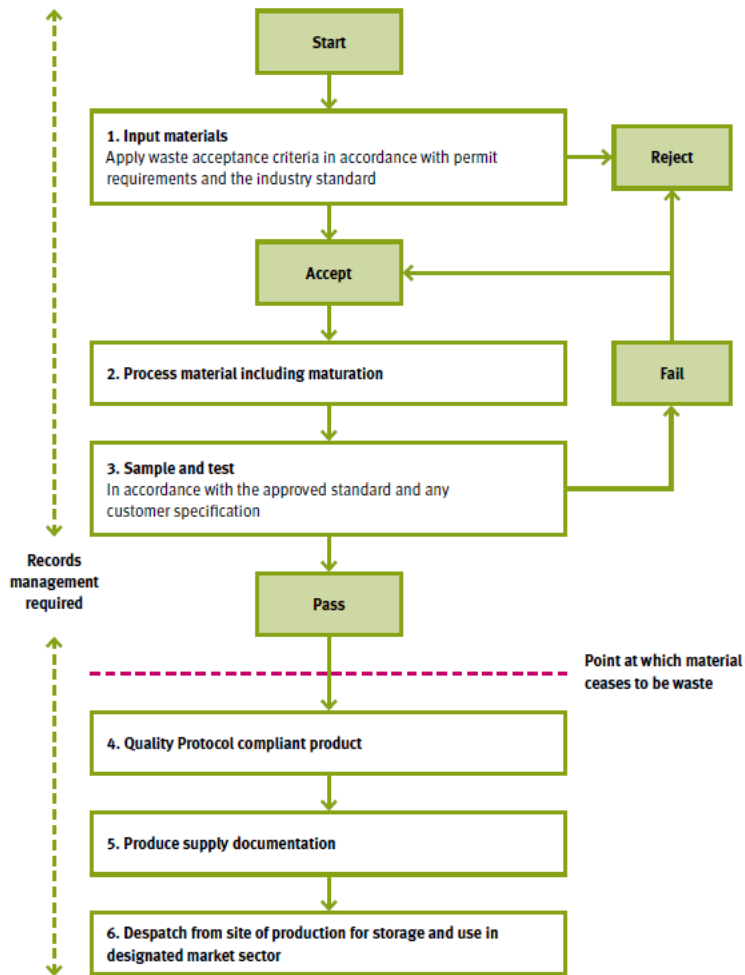 Start
1. Input materials
Apply waste acceptance criteria in accordance with permit
requirements and the industry standard
Reject
Accept
2. Process material including maturation
Fail
3. Sample and test
In accordance with the approved standard and any
customer specification
Records
management
required
Pass
Point at which material
ceases to be waste
4. Quality Protocol compliant product
5. Produce supply documentation
6. Despatch from site of production for storage and use in
designated market sector